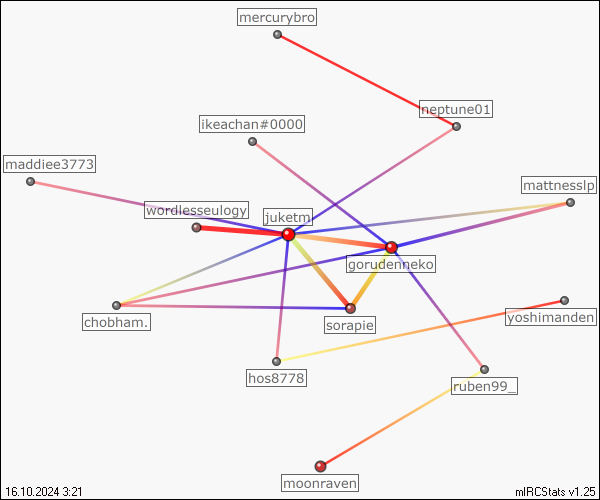 mercurybro
neptune01
ikeachan#0000
maddiee3773
mattnesslp
wordlesseulogy
juketm
gorudenneko
chobham.
sorapie
yoshimanden
hos8778
ruben99_
moonraven
16.10.2024 3:21
mIRCStats v1.25